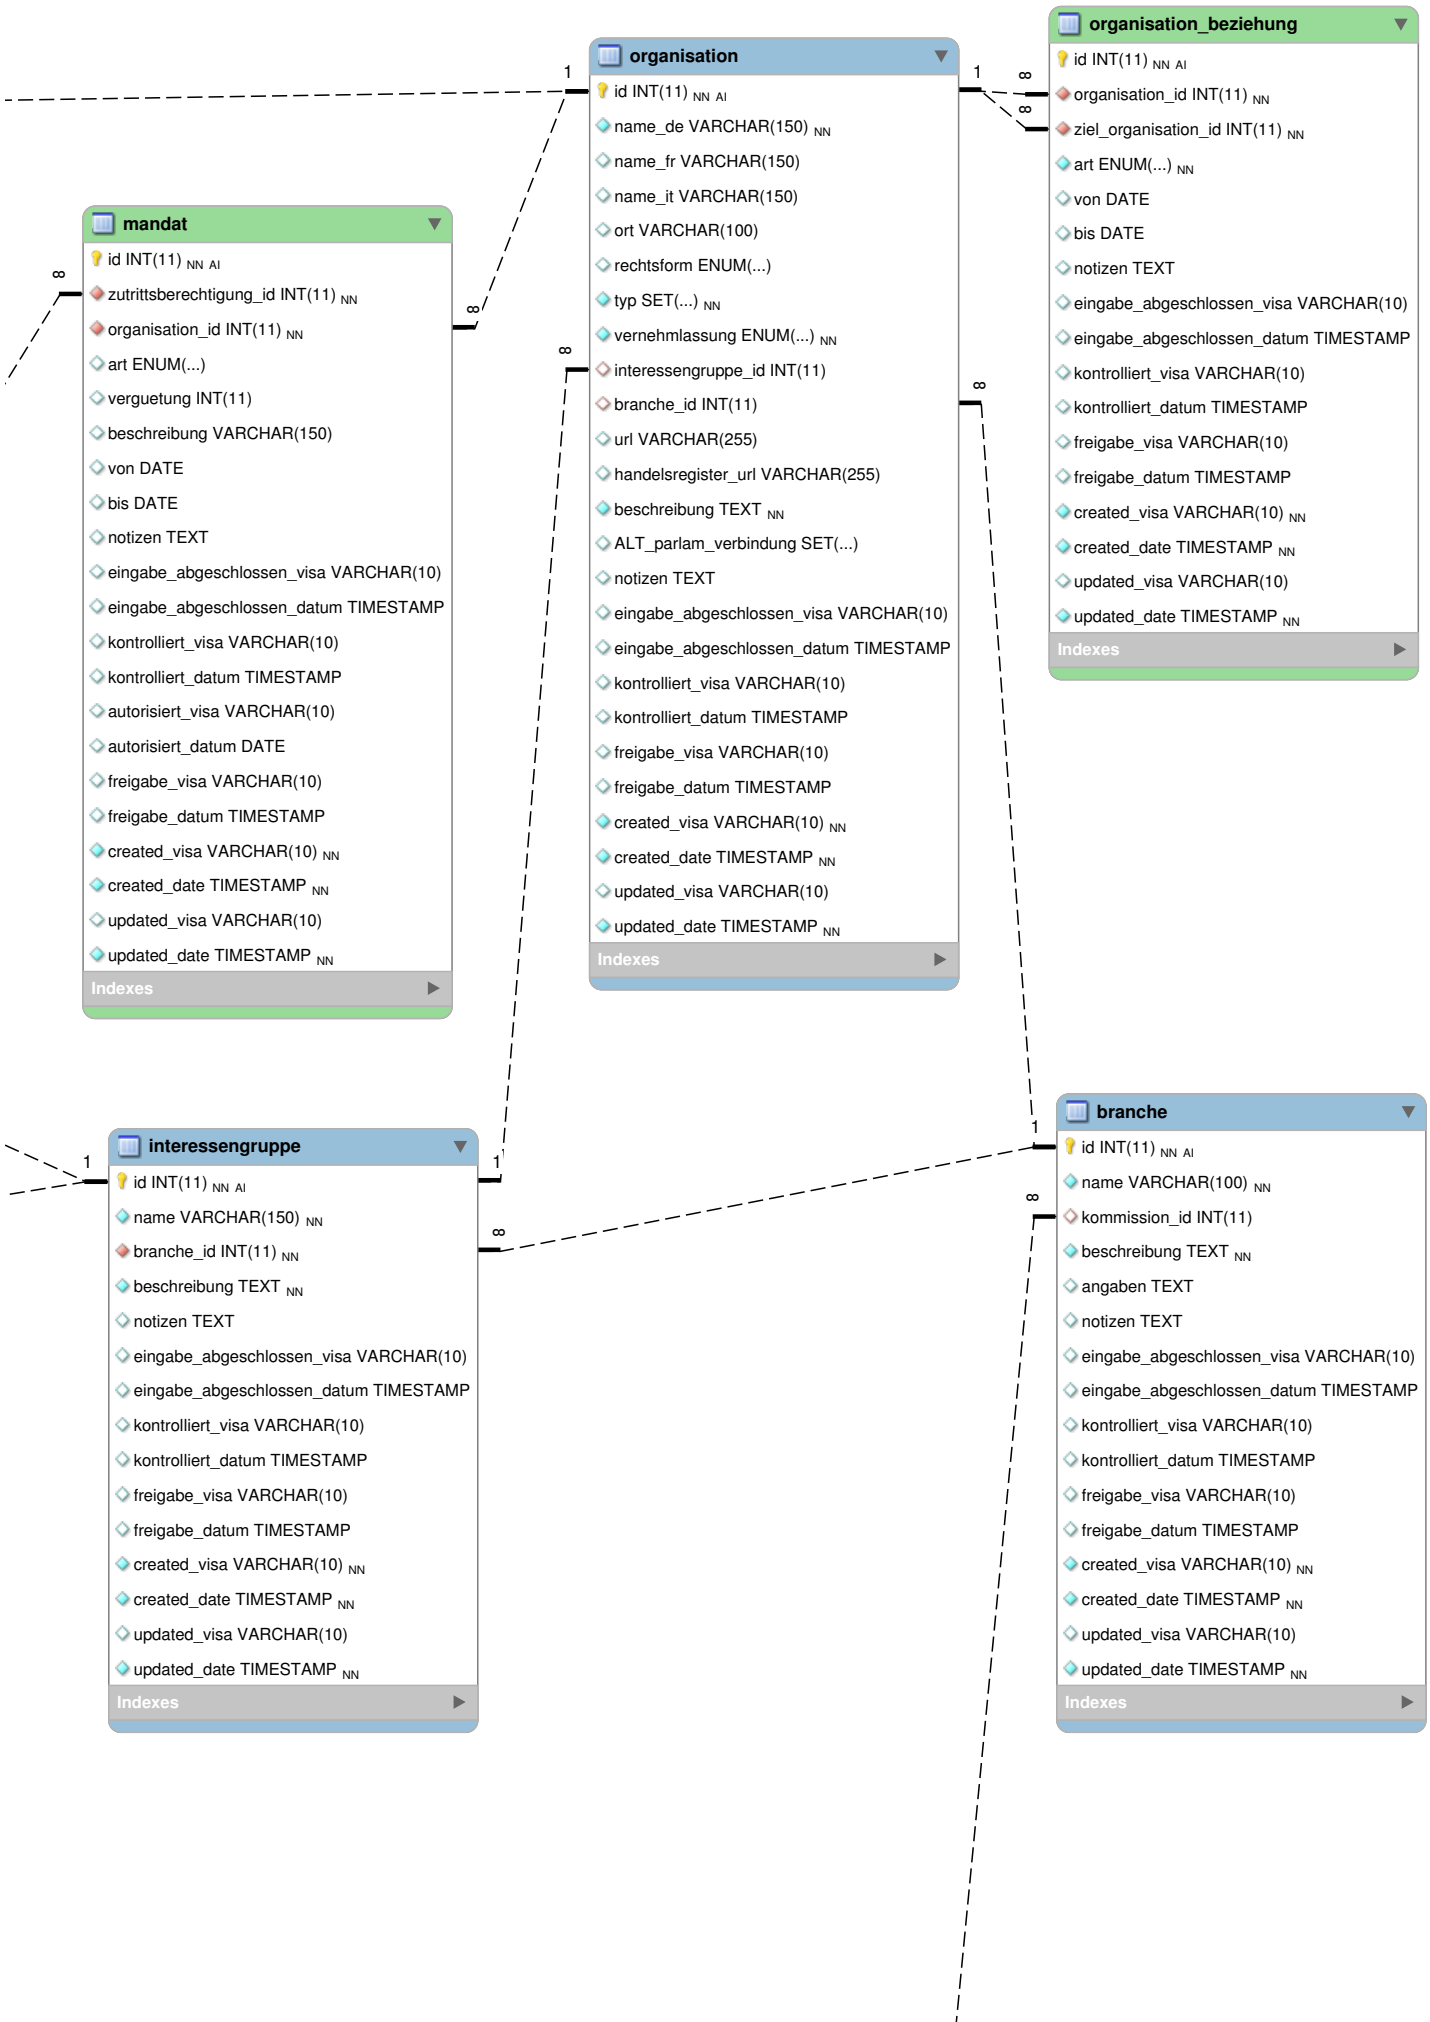 organisation_beziehung
id INT(11) NN AI
organisation_id INT(11) NN
ziel_organisation_id INT(11) NN
art ENUM(...) NN
von DATE
bis DATE
notizen TEXT
eingabe_abgeschlossen_visa VARCHAR(10)
eingabe_abgeschlossen_datum TIMESTAMP
kontrolliert_visa VARCHAR(10)
kontrolliert_datum TIMESTAMP
freigabe_visa VARCHAR(10)
freigabe_datum TIMESTAMP
created_visa VARCHAR(10) NN
created_date TIMESTAMP NN
updated_visa VARCHAR(10)
updated_date TIMESTAMP NN
Indexes
∞
∞
1
organisation
1
id INT(11) NN AI
name_de VARCHAR(150) NN
name_fr VARCHAR(150)
name_it VARCHAR(150)
ort VARCHAR(100)
rechtsform ENUM(...)
typ SET(...) NN
vernehmlassung ENUM(...) NN
∞
interessengruppe_id INT(11)
∞
branche_id INT(11)
url VARCHAR(255)
handelsregister_url VARCHAR(255)
beschreibung TEXT NN
ALT_parlam_verbindung SET(...)
notizen TEXT
eingabe_abgeschlossen_visa VARCHAR(10)
eingabe_abgeschlossen_datum TIMESTAMP
kontrolliert_visa VARCHAR(10)
kontrolliert_datum TIMESTAMP
freigabe_visa VARCHAR(10)
freigabe_datum TIMESTAMP
created_visa VARCHAR(10) NN
created_date TIMESTAMP NN
updated_visa VARCHAR(10)
updated_date TIMESTAMP NN
Indexes
mandat
id INT(11) NN AI
∞
zutrittsberechtigung_id INT(11) NN
∞
organisation_id INT(11) NN
art ENUM(...)
verguetung INT(11)
beschreibung VARCHAR(150)
von DATE
bis DATE
notizen TEXT
eingabe_abgeschlossen_visa VARCHAR(10)
eingabe_abgeschlossen_datum TIMESTAMP
kontrolliert_visa VARCHAR(10)
kontrolliert_datum TIMESTAMP
autorisiert_visa VARCHAR(10)
autorisiert_datum DATE
freigabe_visa VARCHAR(10)
freigabe_datum TIMESTAMP
created_visa VARCHAR(10) NN
created_date TIMESTAMP NN
updated_visa VARCHAR(10)
updated_date TIMESTAMP NN
Indexes
interessengruppe
1
1
id INT(11) NN AI
name VARCHAR(150) NN
∞
branche_id INT(11) NN
beschreibung TEXT NN
notizen TEXT
eingabe_abgeschlossen_visa VARCHAR(10)
eingabe_abgeschlossen_datum TIMESTAMP
kontrolliert_visa VARCHAR(10)
kontrolliert_datum TIMESTAMP
freigabe_visa VARCHAR(10)
freigabe_datum TIMESTAMP
created_visa VARCHAR(10) NN
created_date TIMESTAMP NN
updated_visa VARCHAR(10)
updated_date TIMESTAMP NN
Indexes
branche
1
id INT(11) NN AI
name VARCHAR(100) NN
∞
kommission_id INT(11)
beschreibung TEXT NN
angaben TEXT
notizen TEXT
eingabe_abgeschlossen_visa VARCHAR(10)
eingabe_abgeschlossen_datum TIMESTAMP
kontrolliert_visa VARCHAR(10)
kontrolliert_datum TIMESTAMP
freigabe_visa VARCHAR(10)
freigabe_datum TIMESTAMP
created_visa VARCHAR(10) NN
created_date TIMESTAMP NN
updated_visa VARCHAR(10)
updated_date TIMESTAMP NN
Indexes